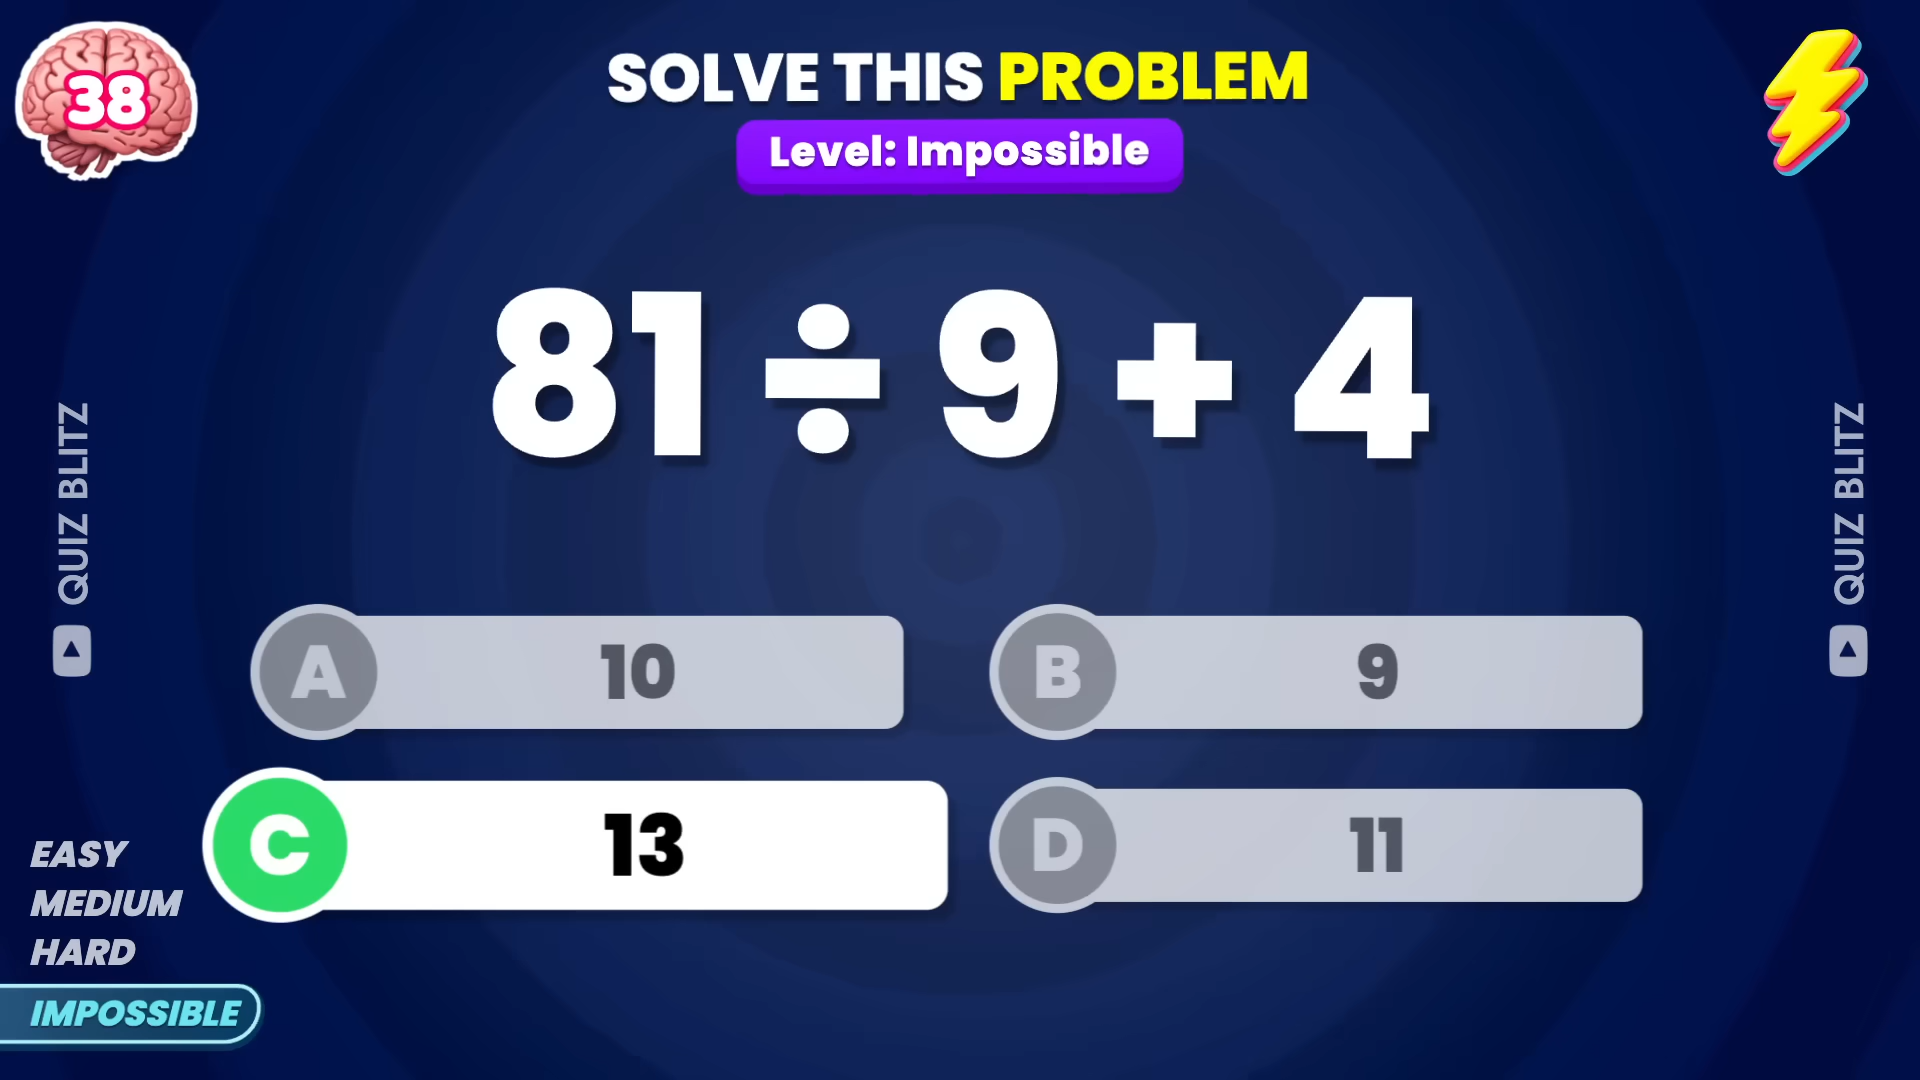 38
SOLVE THIS PROBLEM
Level: Impossible
81 ÷ 9 + 4
QUIZ BLITZ
QUIZ BLITZ
A 10
B 9
C 13
D 11
EASY
MEDIUM
HARD
IMPOSSIBLE